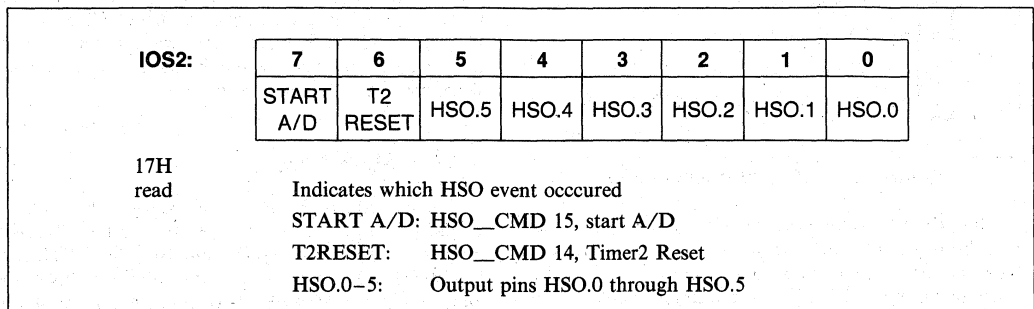 IOS2: 7 6 5 4 3 2 1 0
START A/D T2 RESET HSO.5 HSO.4 HSO.3 HSO.2 HSO.1 HSO.0
17H
read Indicates which HSO event occcured
START A/D: HSO__CMD 15, start A/D
T2RESET: HSO__CMD 14, Timer2 Reset
HSO.0–5: Output pins HSO.0 through HSO.5